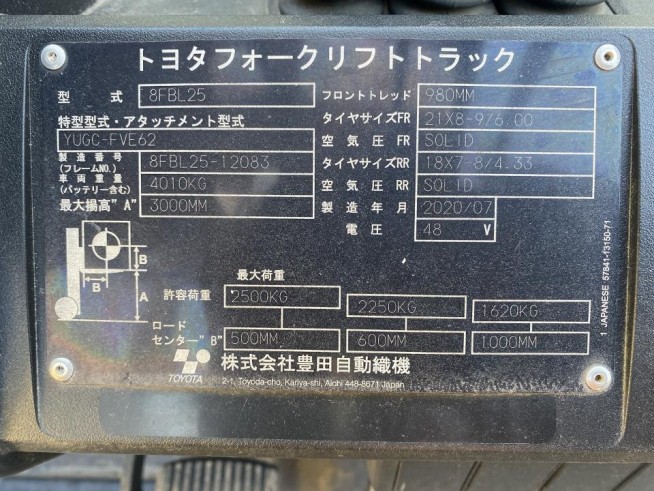 トヨタフォークリフトトラック
型 式 8FBL25
フロントトレッド 980MM
特型型式・アタッチメント型式
YUGC-FVE62
タイヤサイズFR 21X8-9/6.00
空気圧FR SOLID
製造番号
(フレームNO.) 8FBL25-12083
タイヤサイズRR 18X7-8/4.33
車両重量
(バッテリー含む) 4010KG
空気圧RR SOLID
最大揚高"A" 3000MM
製造年月 2020/07
電圧 48 V
B
B
A
最大荷重
許容荷重 2500KG 2250KG 1620KG
ロード
センター"B" 500MM 600MM 1000MM
TOYOTA
株式会社豊田自動織機
2-1, Toyoda-cho, Kariya-shi, Aichi 448-8671 Japan
1 JAPANESE 57841-f3150-71